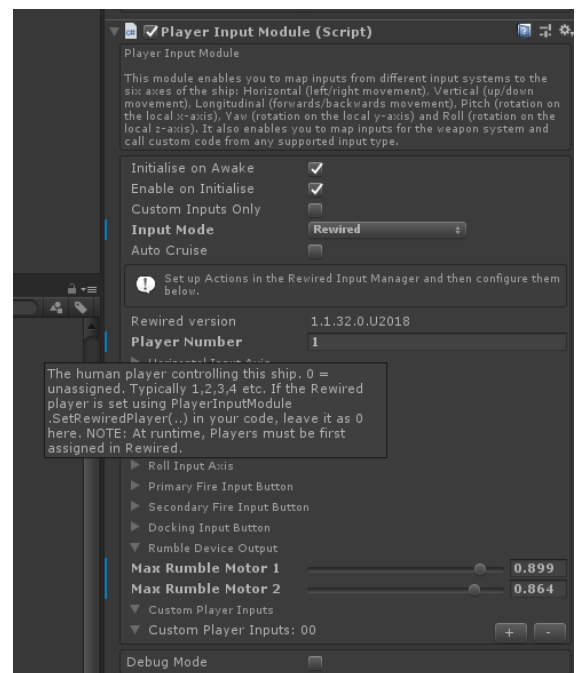 Player Input Module (Script)
Player Input Module
This module enables you to map inputs from different input systems to the
six axes of the ship: Horizontal (left/right movement), Vertical (up/down
movement), Longitudinal (forwards/backwards movement), Pitch (rotation on
the local x-axis), Yaw (rotation on the local y-axis) and Roll (rotation on the
local z-axis). It also enables you to map inputs for the weapon system and
call custom code from any supported input type.
Initialise on Awake
Enable on Initialise
Custom Inputs Only
Input Mode Rewired
Auto Cruise
Set up Actions in the Rewired Input Manager and then configure them
below.
Rewired version 1.1.32.0.U2018
Player Number 1
Horizontal Input Axis
The human player controlling this ship. 0 =
unassigned. Typically 1,2,3,4 etc. If the Rewired
player is set using PlayerInputModule
.SetRewiredPlayer(..) in your code, leave it as 0
here. NOTE: At runtime, Players must be first
assigned in Rewired.
Roll Input Axis
Primary Fire Input Button
Secondary Fire Input Button
Docking Input Button
Rumble Device Output
Max Rumble Motor 1 0.899
Max Rumble Motor 2 0.864
Custom Player Inputs
Custom Player Inputs: 00 + -
Debug Mode